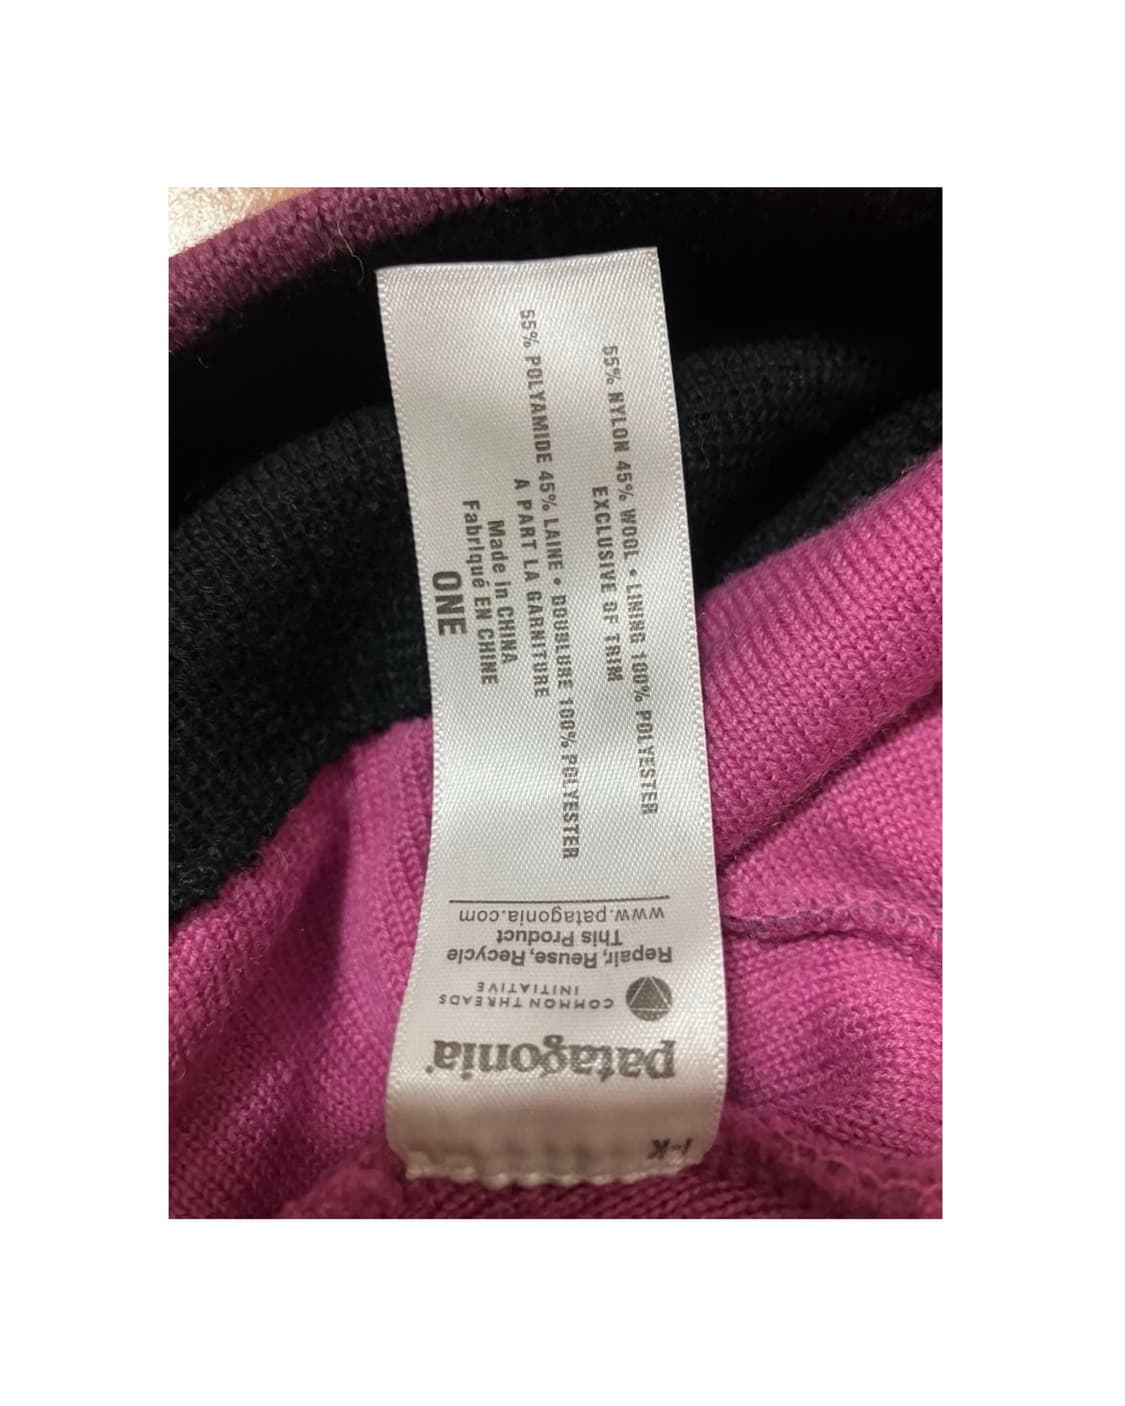 patagonia®
COMMON THREADS
INITIATIVE
Repair, Reuse, Recycle
This Product
www.patagonia.com
55% NYLON 45% WOOL • LINING 100% POLYESTER
EXCLUSIVE OF TRIM
55% POLYAMIDE 45% LAINE • DOUBLURE 100% POLYESTER
A PART LA GARNITURE
Made in CHINA
Fabriqué EN CHINE
ONE